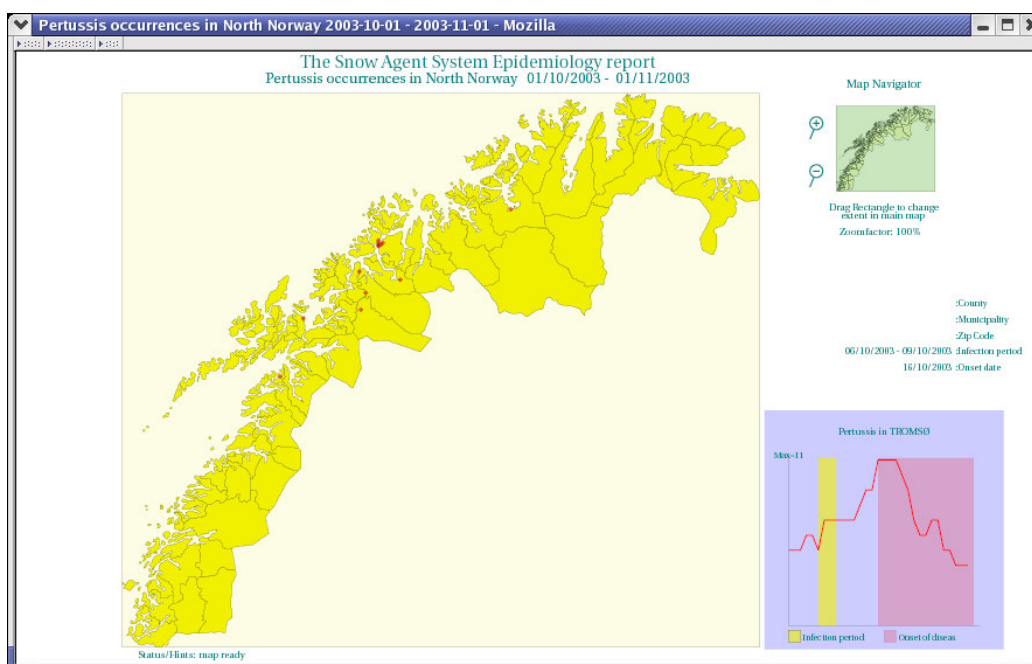 Pertussis occurrences in North Norway 2003-10-01 - 2003-11-01 - Mozilla
The Snow Agent System Epidemiology report
Pertussis occurrences in North Norway 01/10/2003 - 01/11/2003
Map Navigator
Drag Rectangle to change
extent in main map
Zoomfactor: 100%
:County
:Municipality
:Zip Code
06/10/2003 - 09/10/2003 :Infection period
16/10/2003 :Onset date
Pertussis in TROMSØ
Max-11
Infection period
Onset of diseas
Status/Hints: map ready